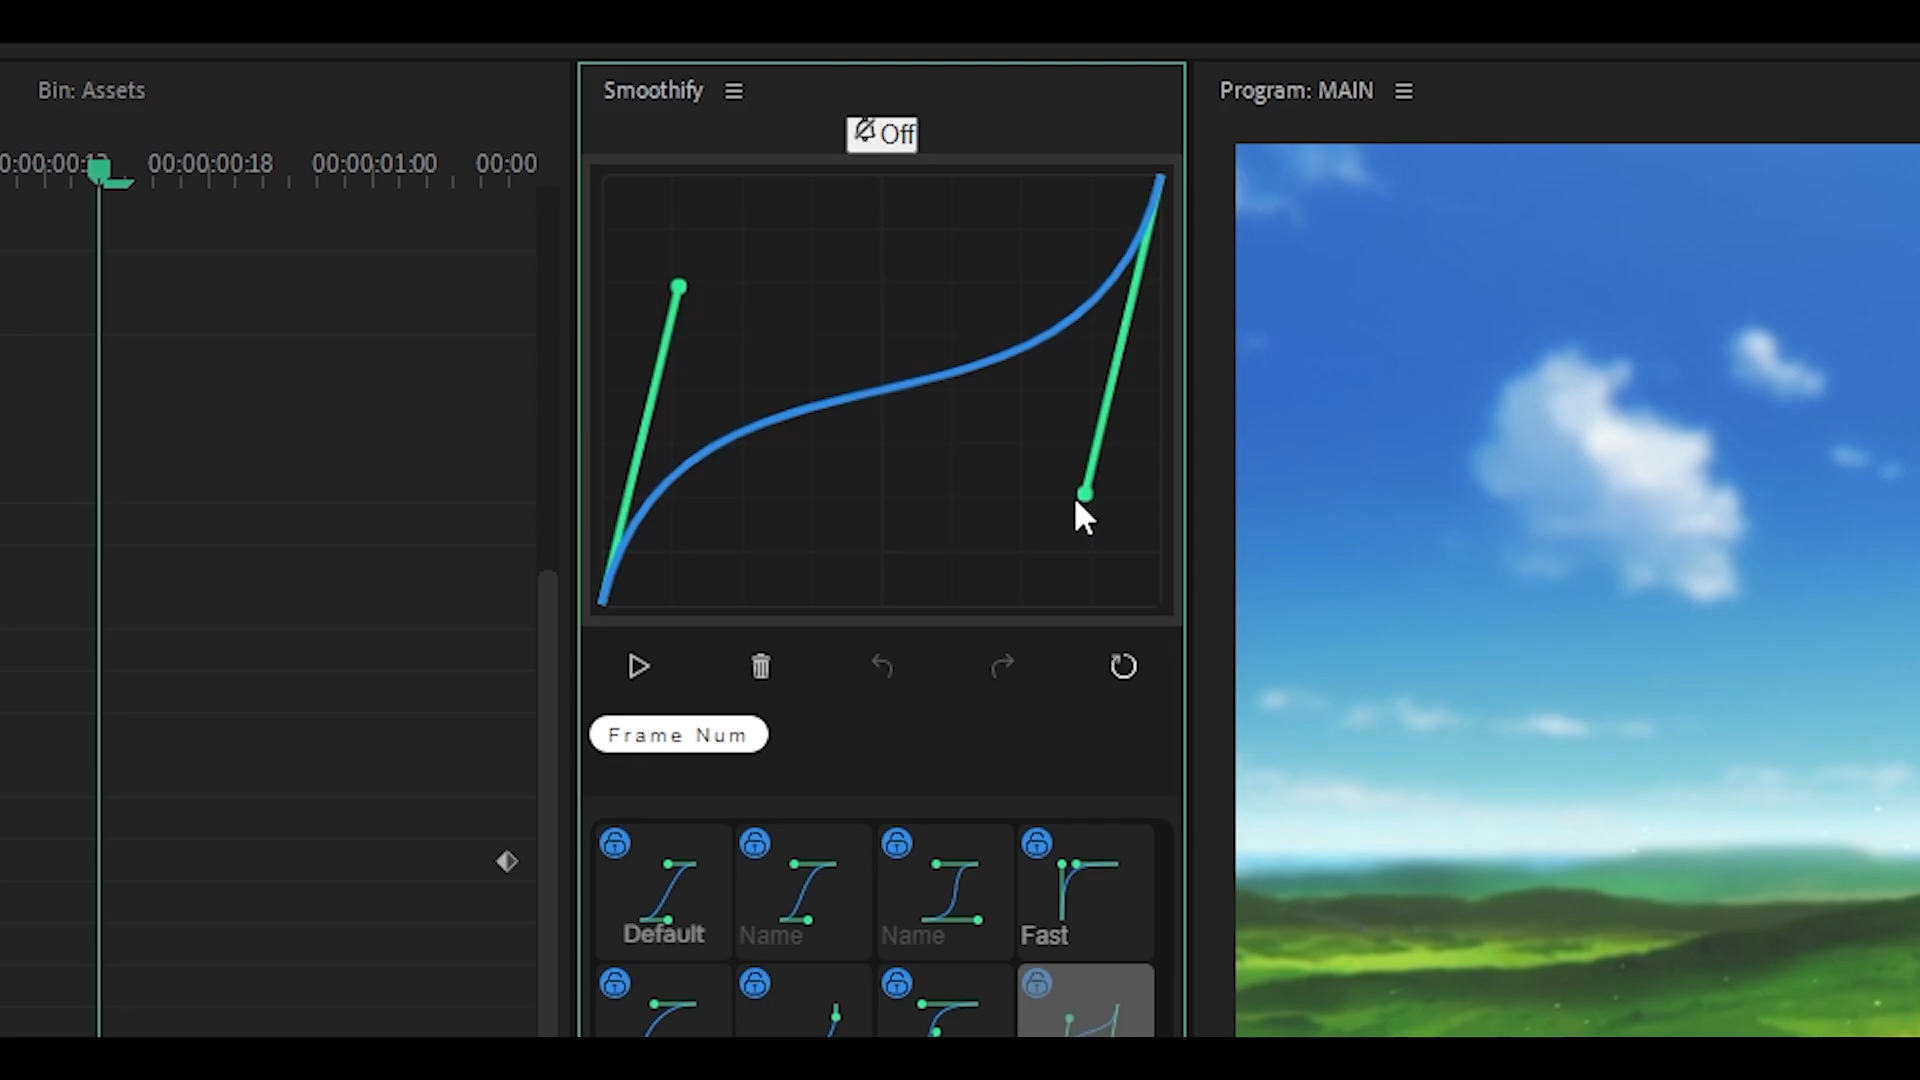 Bin: Assets
Smoothify
Program: MAIN
Off
00:00:00:18
00:00:01:00
00:00
Frame Num
Default
Name
Name
Fast